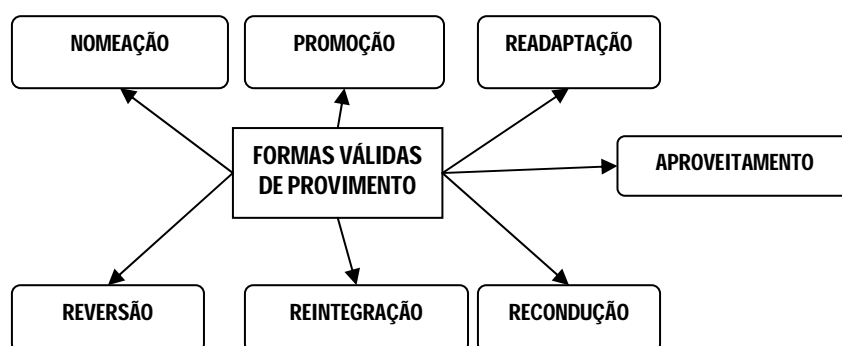 NOMEAÇÃO
PROMOÇÃO
READAPTAÇÃO
FORMAS VÁLIDAS
DE PROVIMENTO
APROVEITAMENTO
REVERSÃO
REINTEGRAÇÃO
RECONDUÇÃO